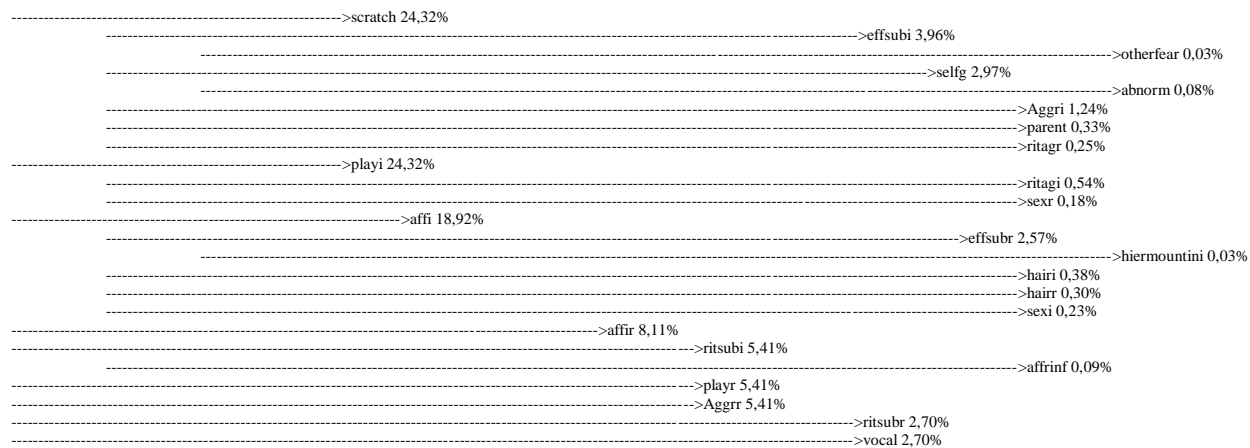 >scratch 24,32%
>effsubi 3,96%
>otherfear 0,03%
>selfg 2,97%
>abnorm 0,08%
>Aggri 1,24%
>parent 0,33%
>ritagr 0,25%
>playi 24,32%
>ritagi 0,54%
>sexr 0,18%
>affi 18,92%
>effsubr 2,57%
>hiermountini 0,03%
>hairi 0,38%
>hairr 0,30%
>sexi 0,23%
>affir 8,11%
>ritsubi 5,41%
>affrinf 0,09%
>playr 5,41%
>Aggrr 5,41%
>ritsubr 2,70%
>vocal 2,70%